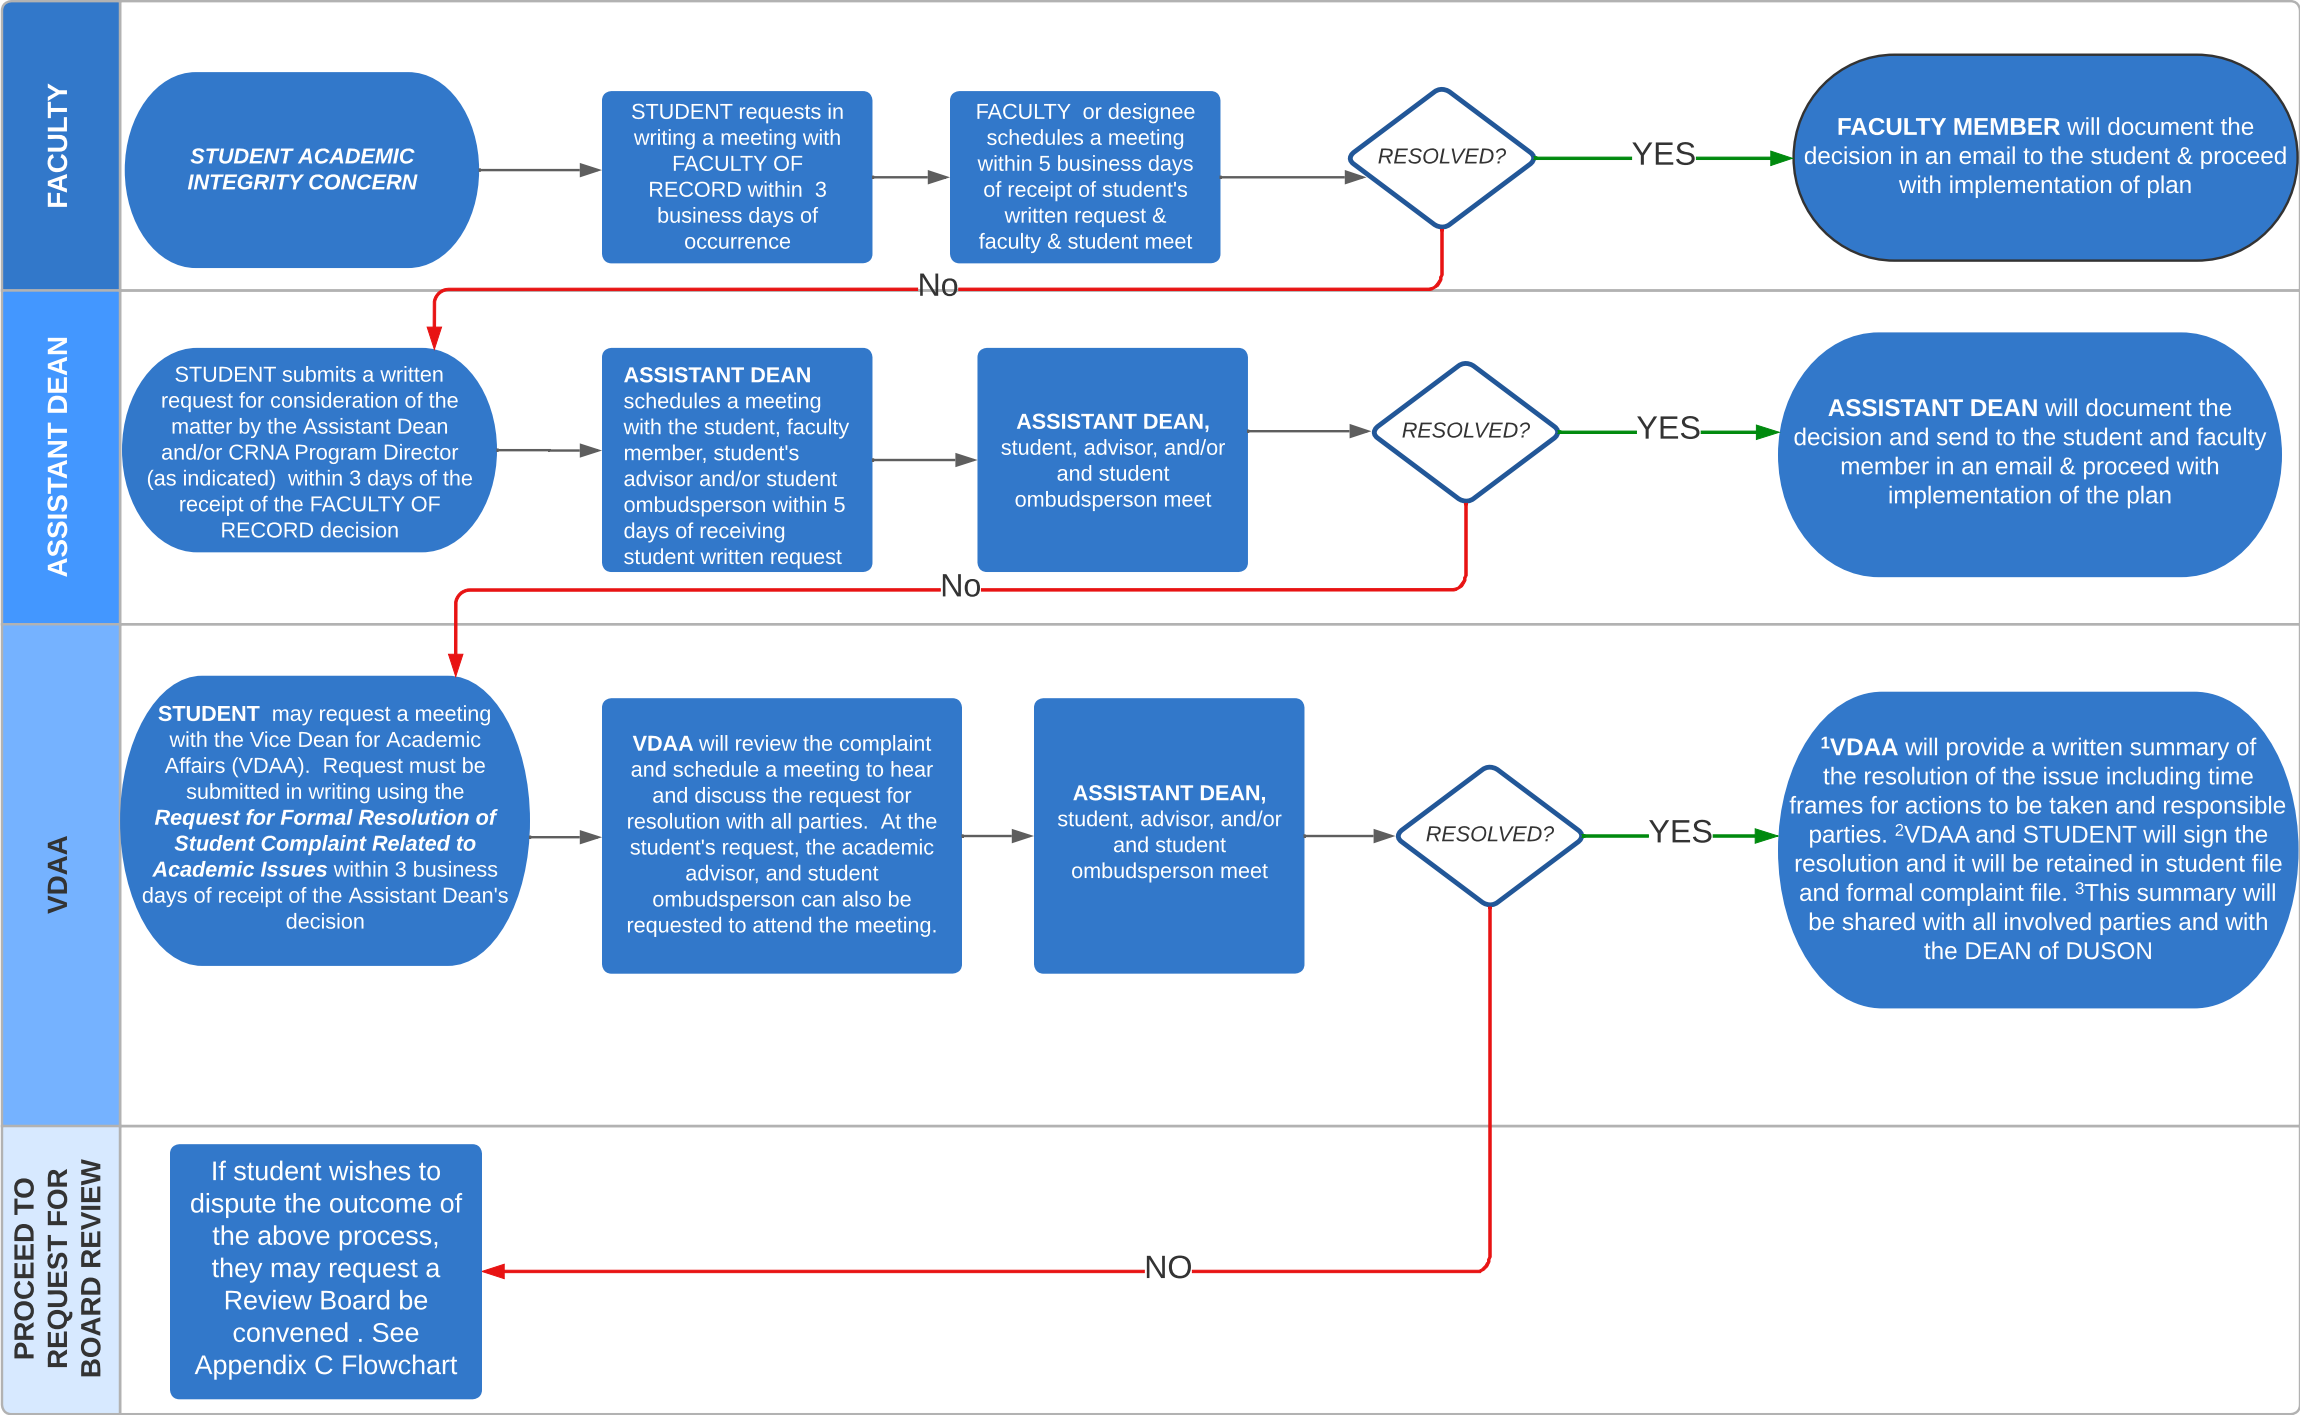 FACULTY
STUDENT ACADEMIC
INTEGRITY CONCERN
STUDENT requests in
writing a meeting with
FACULTY OF
RECORD within  3
business days of
occurrence
FACULTY  or designee
schedules a meeting
within 5 business days
of receipt of student's
written request &
faculty & student meet
RESOLVED?
YES
FACULTY MEMBER will document the
decision in an email to the student & proceed
with implementation of plan
No
ASSISTANT DEAN
STUDENT submits a written
request for consideration of the
matter by the Assistant Dean
and/or CRNA Program Director
(as indicated)  within 3 days of the
receipt of the FACULTY OF
RECORD decision
ASSISTANT DEAN
schedules a meeting
with the student, faculty
member, student's
advisor and/or student
ombudsperson within 5
days of receiving
student written request
ASSISTANT DEAN,
student, advisor, and/or
and student
ombudsperson meet
RESOLVED?
YES
ASSISTANT DEAN will document the
decision and send to the student and faculty
member in an email & proceed with
implementation of the plan
No
VDAA
STUDENT  may request a meeting
with the Vice Dean for Academic
Affairs (VDAA).  Request must be
submitted in writing using the
Request for Formal Resolution of
Student Complaint Related to
Academic Issues within 3 business
days of receipt of the Assistant Dean's
decision
VDAA will review the complaint
and schedule a meeting to hear
and discuss the request for
resolution with all parties.  At the
student's request, the academic
advisor, and student
ombudsperson can also be
requested to attend the meeting.
ASSISTANT DEAN,
student, advisor, and/or
and student
ombudsperson meet
RESOLVED?
YES
¹VDAA will provide a written summary of
the resolution of the issue including time
frames for actions to be taken and responsible
parties. ²VDAA and STUDENT will sign the
resolution and it will be retained in student file
and formal complaint file. ³This summary will
be shared with all involved parties and with
the DEAN of DUSON
PROCEED TO
REQUEST FOR
BOARD REVIEW
If student wishes to
dispute the outcome of
the above process,
they may request a
Review Board be
convened . See
Appendix C Flowchart
NO